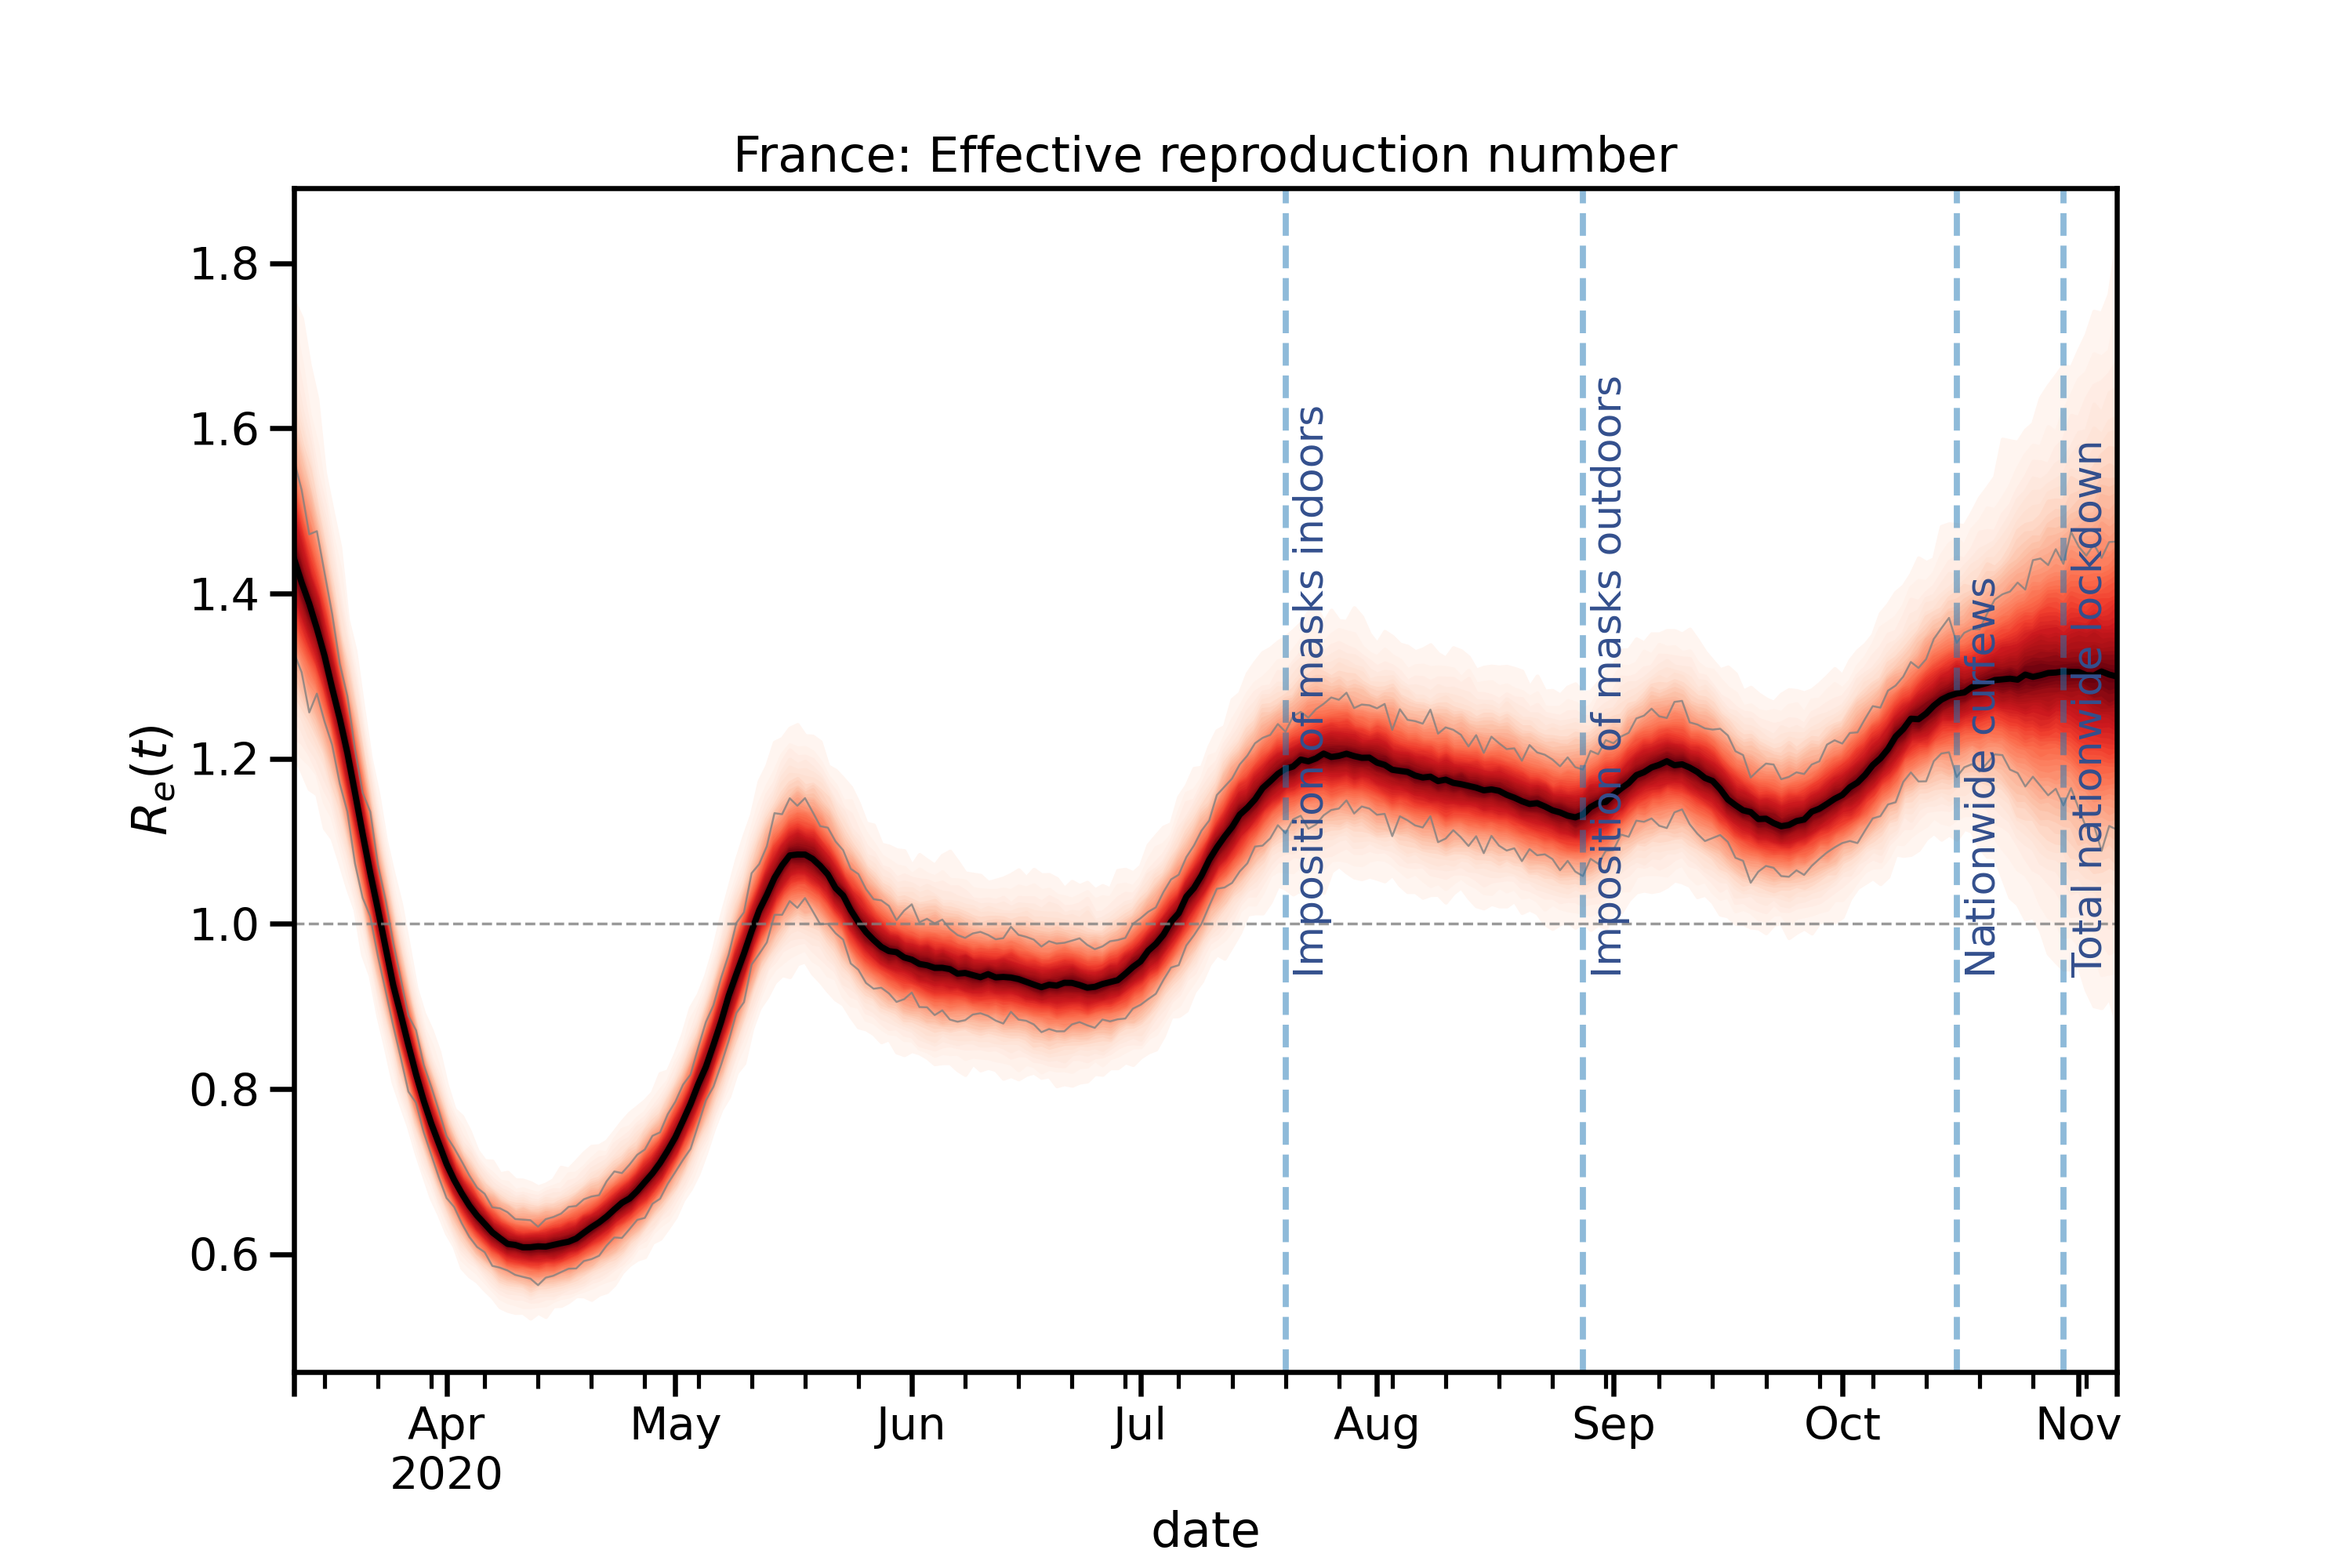 France: Effective reproduction number
1.8
1.6
1.4
1.2
1.0
0.8
0.6
Rₑ(t)
Imposition of masks indoors
Imposition of masks outdoors
Nationwide curfews
Total nationwide lockdown
Apr May Jun Jul Aug Sep Oct Nov
2020
date